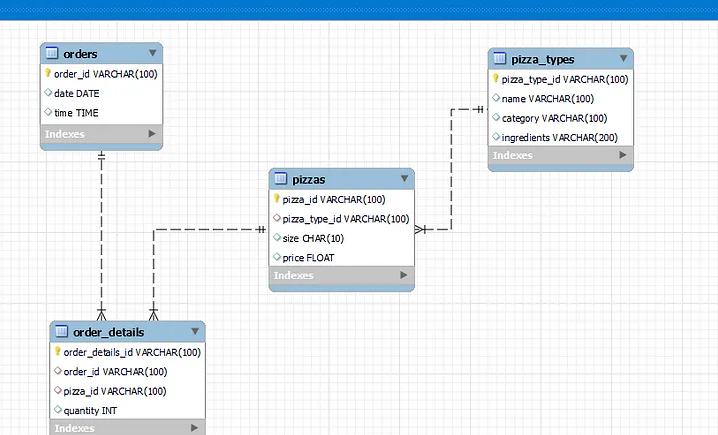 orders
order_id VARCHAR(100)
date DATE
time TIME
Indexes
pizza_types
pizza_type_id VARCHAR(100)
name VARCHAR(100)
category VARCHAR(100)
ingredients VARCHAR(200)
Indexes
pizzas
pizza_id VARCHAR(100)
pizza_type_id VARCHAR(100)
size CHAR(10)
price FLOAT
Indexes
order_details
order_details_id VARCHAR(100)
order_id VARCHAR(100)
pizza_id VARCHAR(100)
quantity INT
Indexes